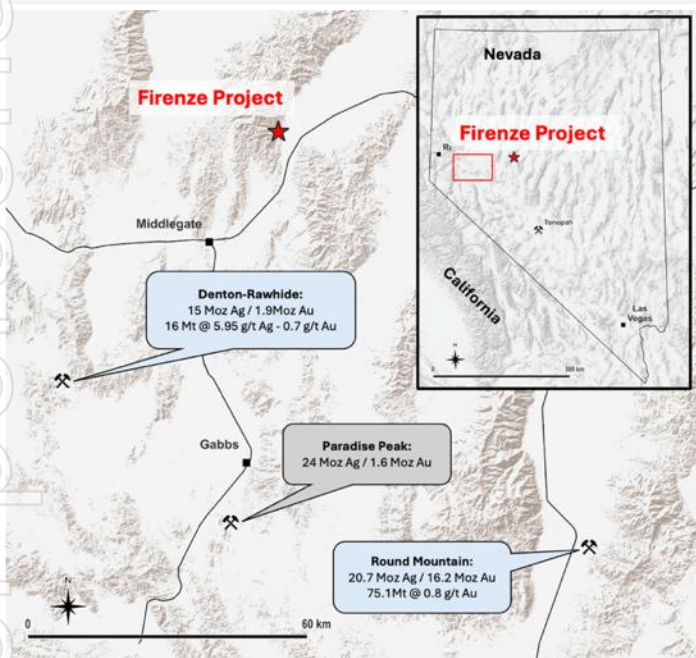 Firenze Project
Middlegate
Denton-Rawhide:
15 Moz Ag / 1.9Moz Au
16 Mt @ 5.95 g/t Ag - 0.7 g/t Au
Gabbs
Paradise Peak:
24 Moz Ag / 1.6 Moz Au
Round Mountain:
20.7 Moz Ag / 16.2 Moz Au
75.1Mt @ 0.8 g/t Au
N
0 60 km
Nevada
Firenze Project
Tonopah
California
Las
Vegas
N